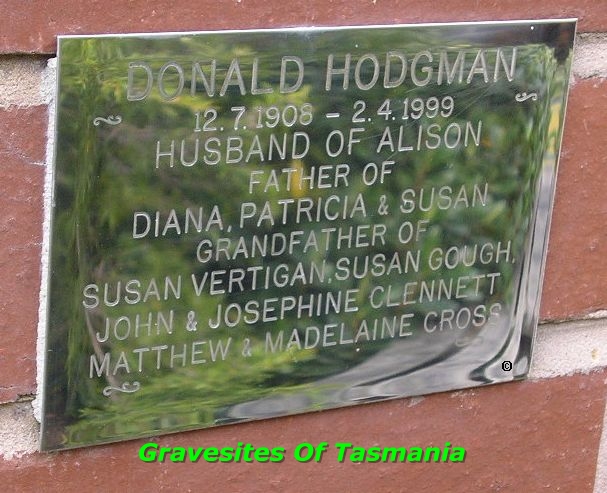 DONALD HODGMAN
12.7.1908 - 2.4.1999
HUSBAND OF ALISON
FATHER OF
DIANA, PATRICIA & SUSAN
GRANDFATHER OF
SUSAN VERTIGAN, SUSAN GOUGH,
JOHN & JOSEPHINE CLENNETT
MATTHEW & MADELAINE CROSS
©
Gravesites Of Tasmania